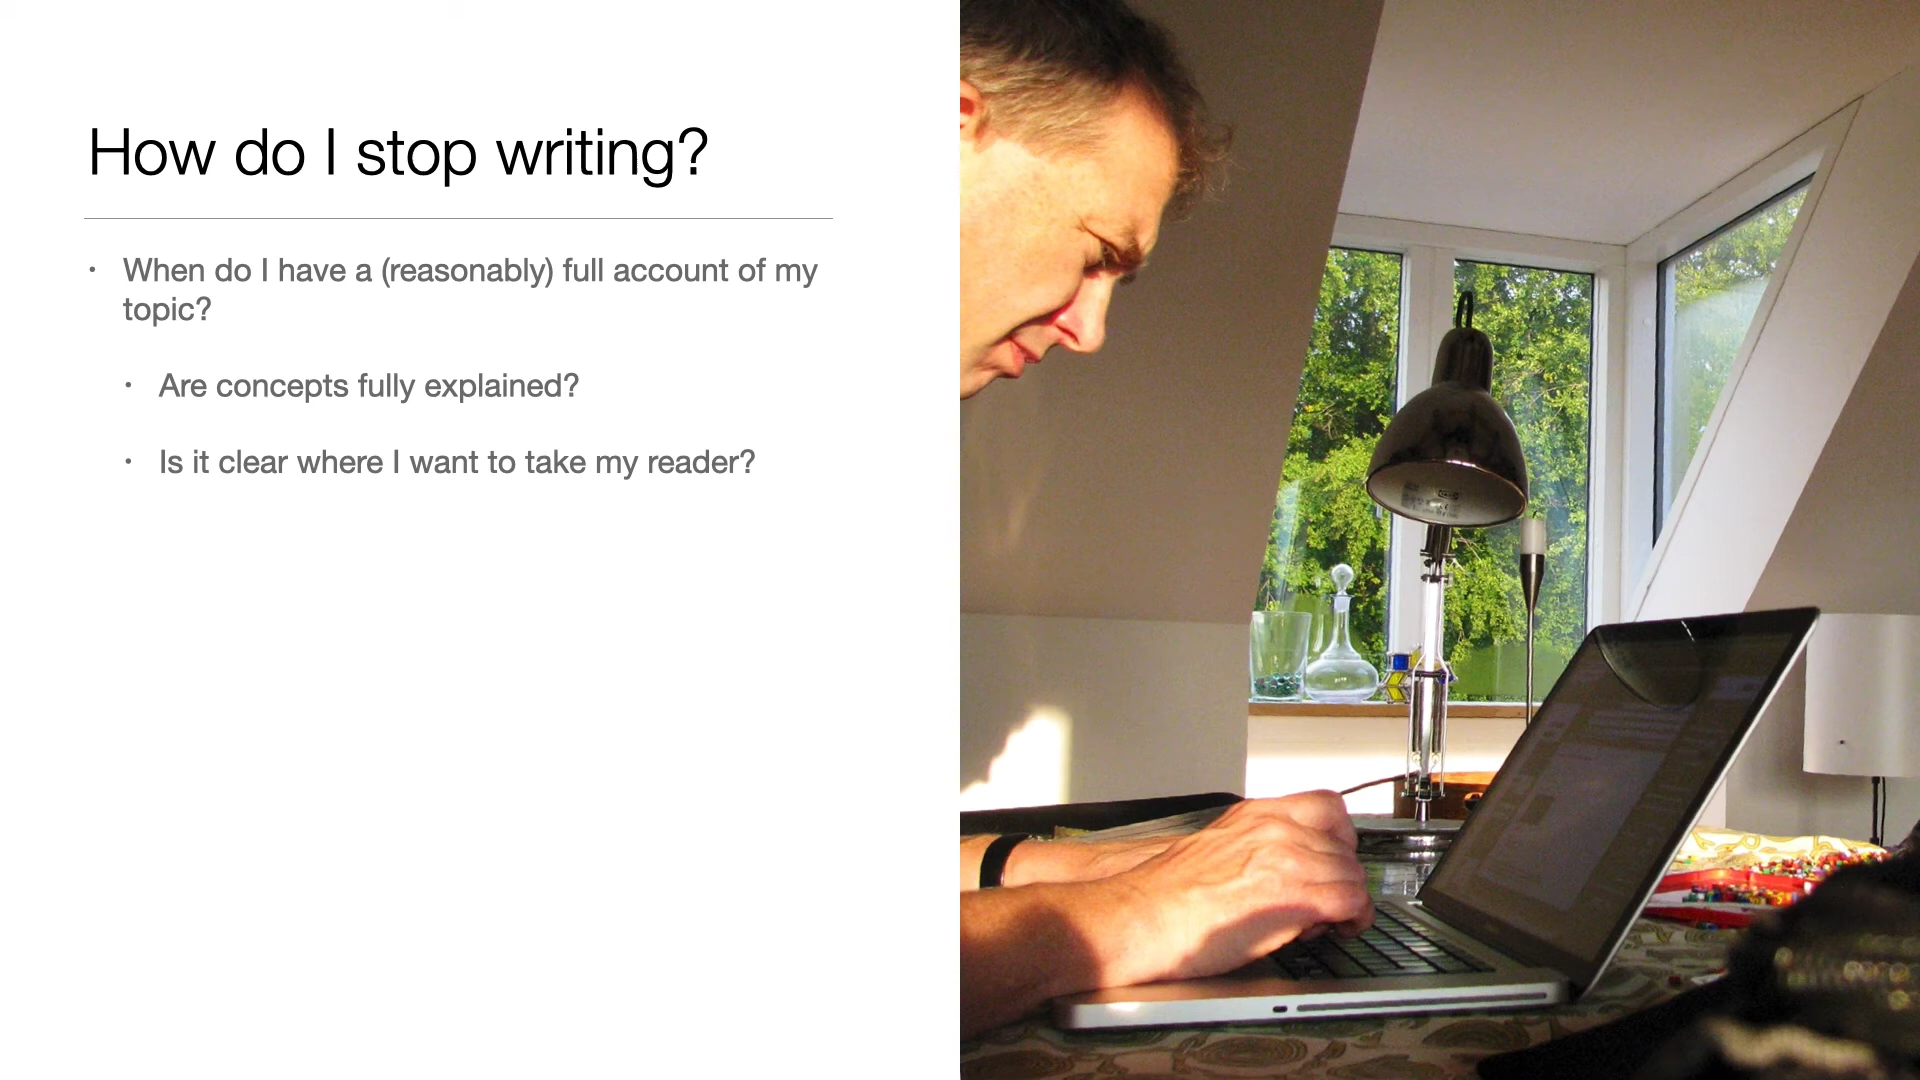 How do I stop writing?
• When do I have a (reasonably) full account of my
topic?
• Are concepts fully explained?
• Is it clear where I want to take my reader?